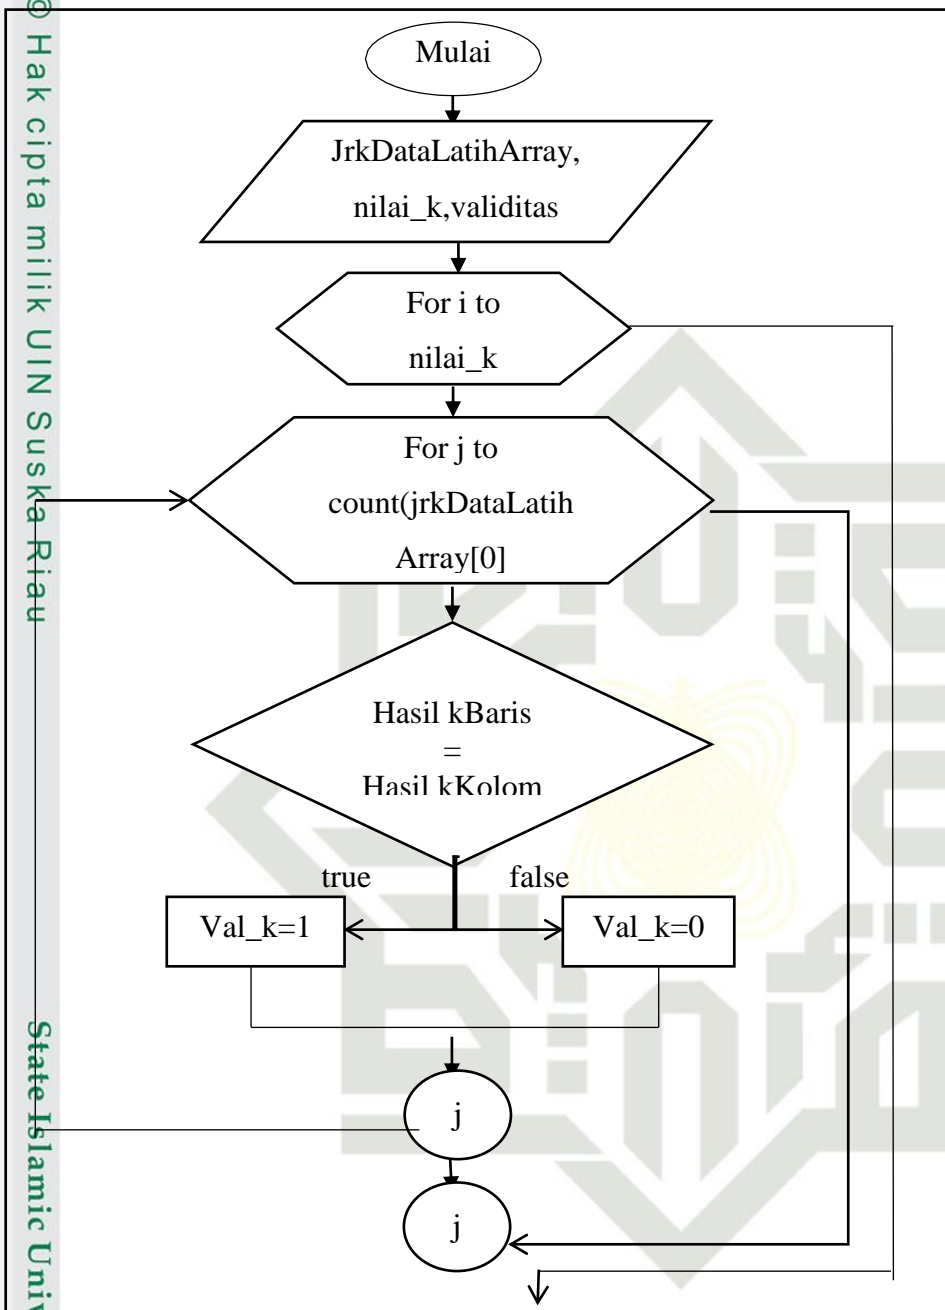 © Hak cipta milik UIN Suska Riau
State Islamic Univ
Mulai
JrkDataLatihArray,
nilai_k,validitas
For i to
nilai_k
For j to
count(jrkDataLatih
Array[0]
Hasil kBaris
=
Hasil kKolom
true
false
Val_k=1
Val_k=0
j
j